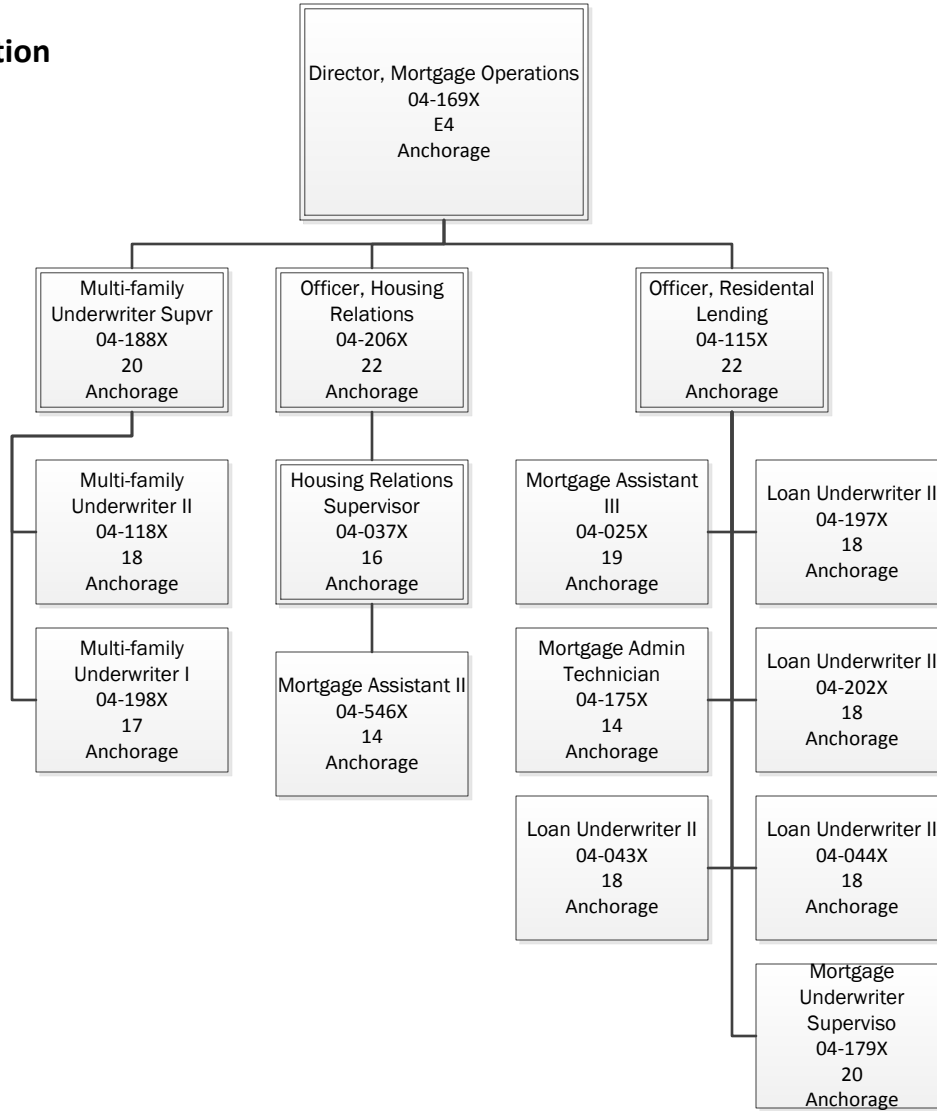 tion
Director, Mortgage Operations
04-169X
E4
Anchorage
Multi-family
Underwriter Supvr
04-188X
20
Anchorage
Officer, Housing
Relations
04-206X
22
Anchorage
Officer, Residental
Lending
04-115X
22
Anchorage
Multi-family
Underwriter II
04-118X
18
Anchorage
Housing Relations
Supervisor
04-037X
16
Anchorage
Mortgage Assistant
III
04-025X
19
Anchorage
Loan Underwriter II
04-197X
18
Anchorage
Multi-family
Underwriter I
04-198X
17
Anchorage
Mortgage Assistant II
04-546X
14
Anchorage
Mortgage Admin
Technician
04-175X
14
Anchorage
Loan Underwriter II
04-202X
18
Anchorage
Loan Underwriter II
04-043X
18
Anchorage
Loan Underwriter II
04-044X
18
Anchorage
Mortgage
Underwriter
Superviso
04-179X
20
Anchorage